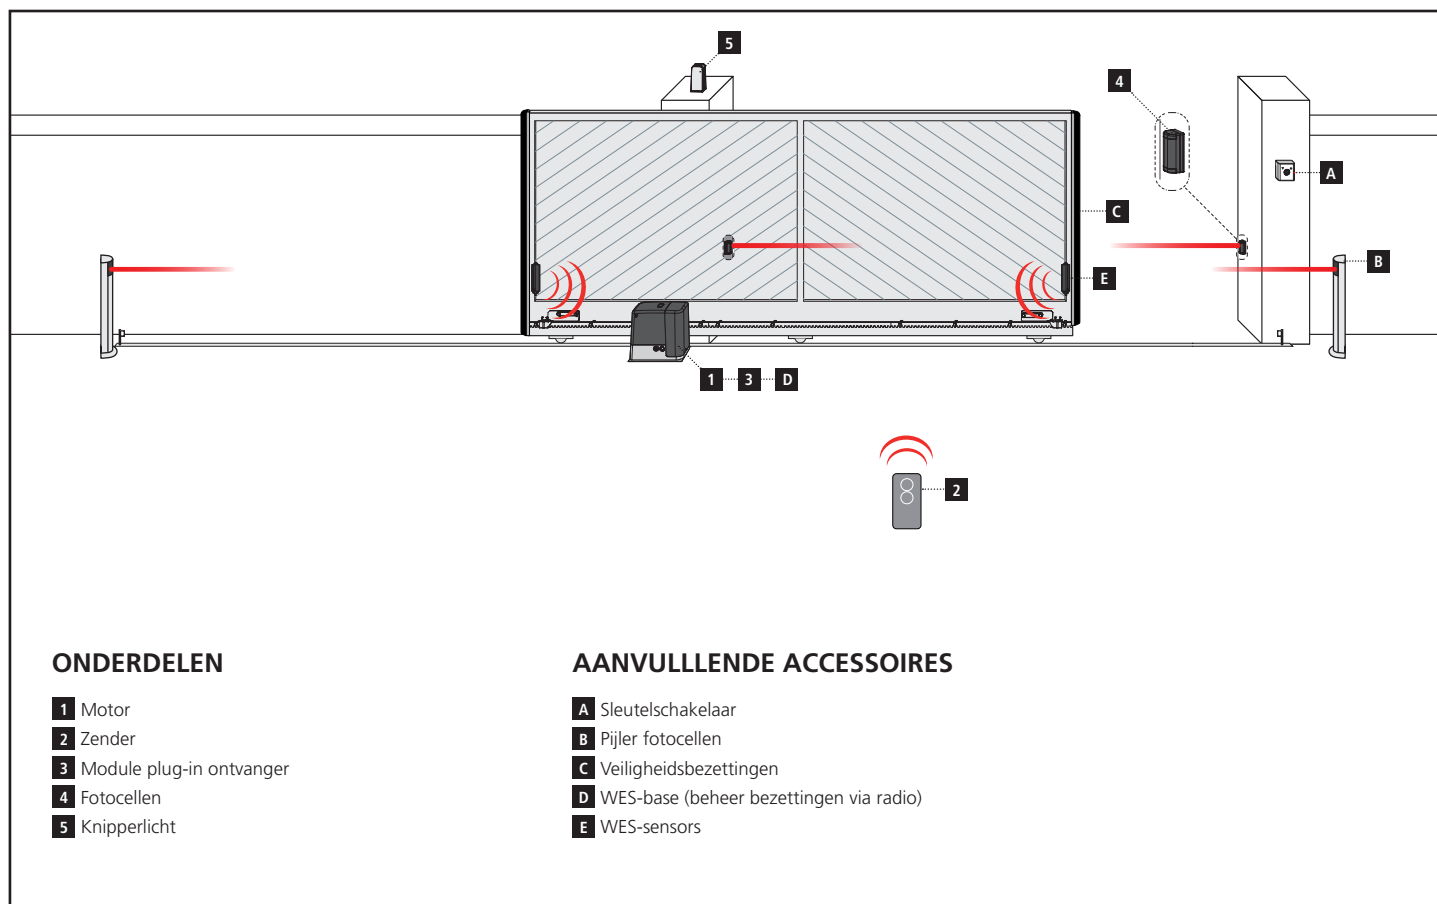 5
4
A
C
B
E
1 3 D
2
ONDERDELEN
1 Motor
2 Zender
3 Module plug-in ontvanger
4 Fotocellen
5 Knipperlicht
AANVULLLENDE ACCESSOIRES
A Sleutelschakelaar
B Pijler fotocellen
C Veiligheidsbezettingen
D WES-base (beheer bezettingen via radio)
E WES-sensors